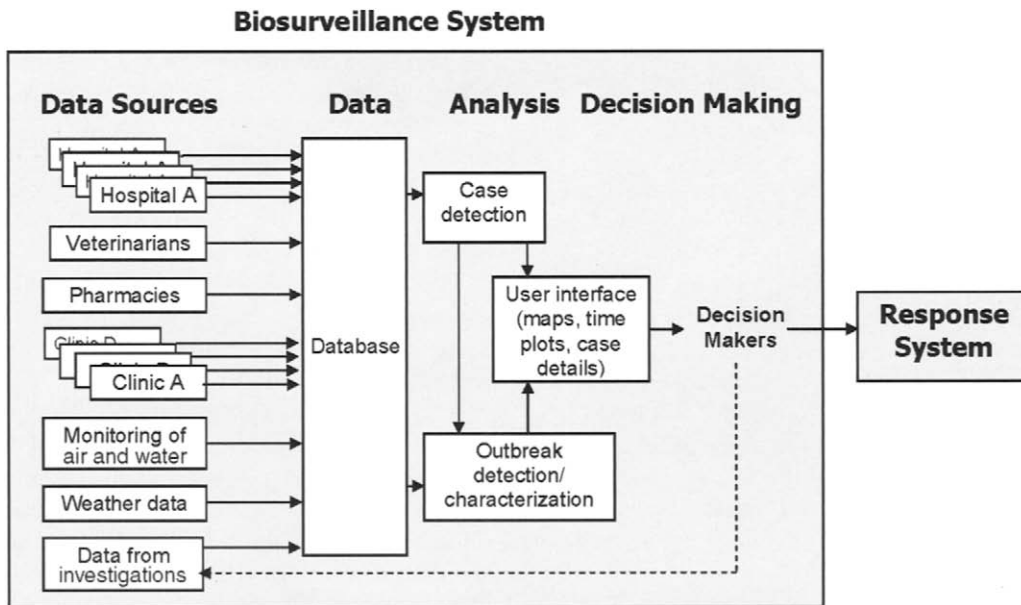 Biosurveillance System
Data Sources
Data
Analysis
Decision Making
Hospital A
Veterinarians
Pharmacies
Clinic A
Monitoring of
air and water
Weather data
Data from
investigations
Database
Case
detection
User interface
(maps, time
plots, case
details)
Outbreak
detection/
characterization
Decision
Makers
Response
System